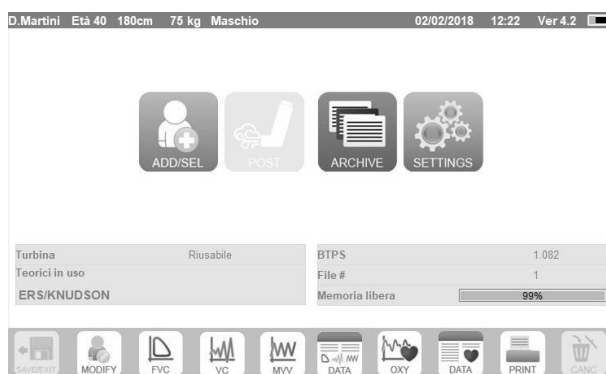 D.Martini Età 40 180cm 75 kg Maschio 02/02/2018 12:22 Ver 4.2
ADD/SEL POST ARCHIVE SETTINGS
Turbina Riusabile
Teorici in uso
ERS/KNUDSON
BTPS 1.082
File # 1
Memoria libera 99%
SAVE/EXIT MODIFY FVC VC MVV DATA OXY DATA PRINT CANC